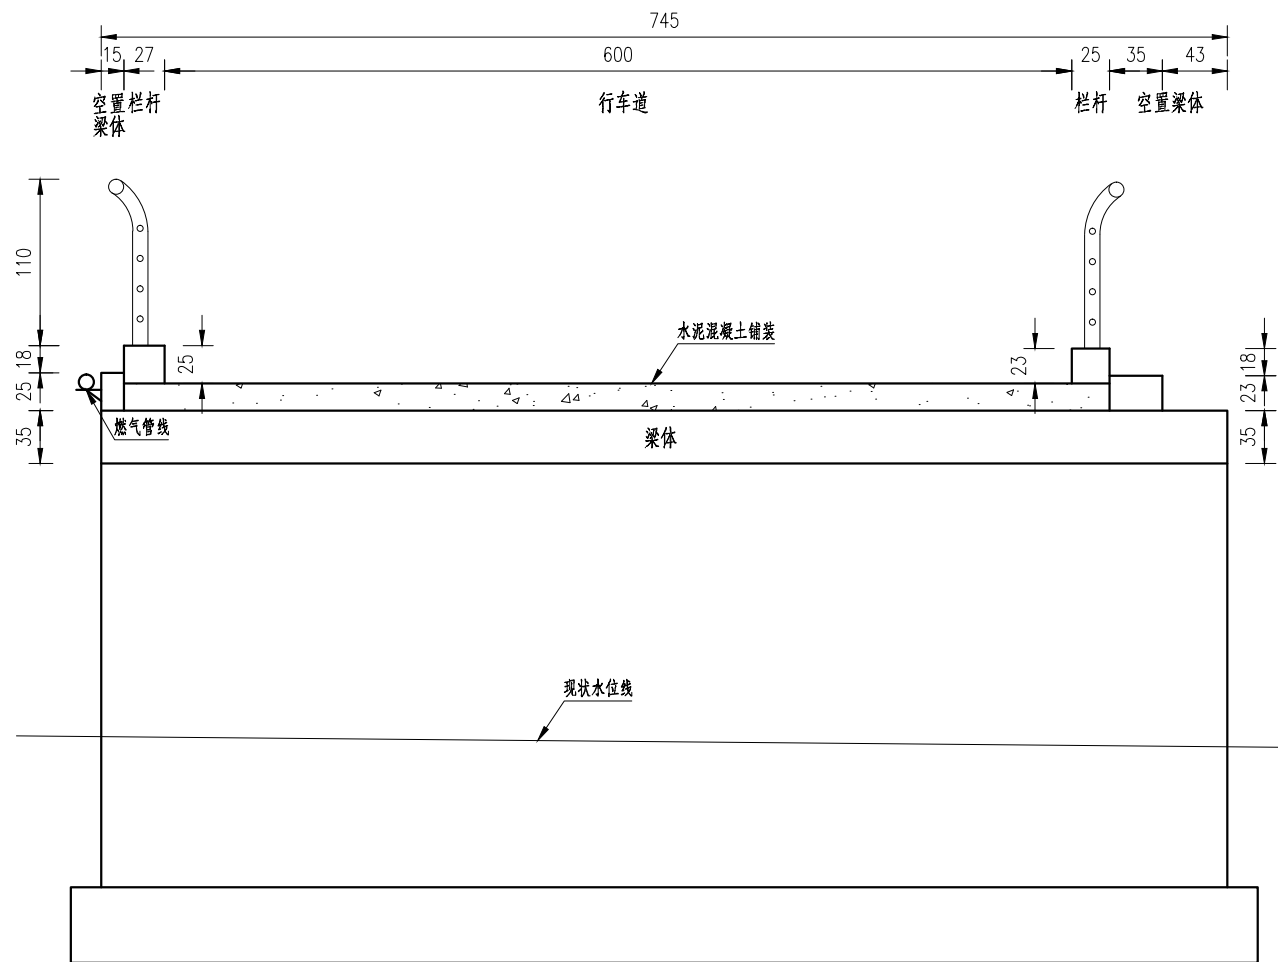 745
15 27 600 25 35 43
空置 栏杆 行车道 栏杆 空置梁体
梁体
110
水泥混凝土铺装
18 25 23 18
25 23
燃气管线
35 梁体 35
现状水位线